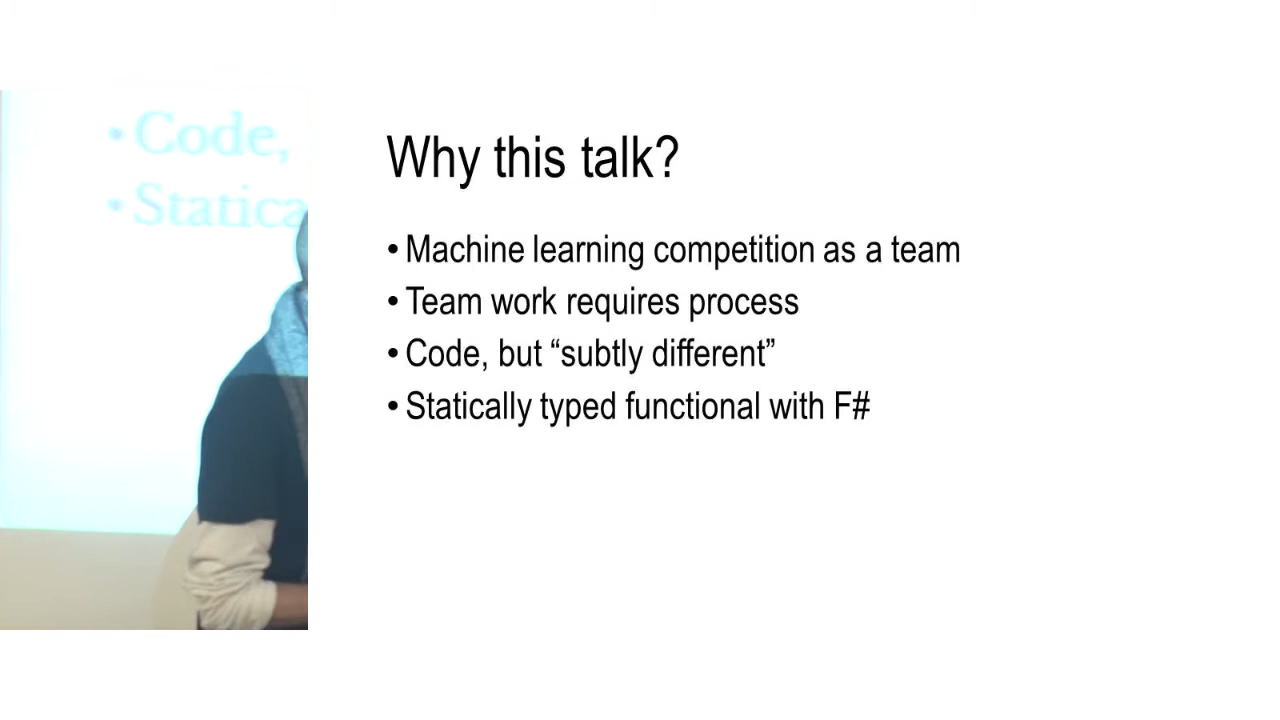 • Code,
• Statica
Why this talk?
• Machine learning competition as a team
• Team work requires process
• Code, but “subtly different”
• Statically typed functional with F#